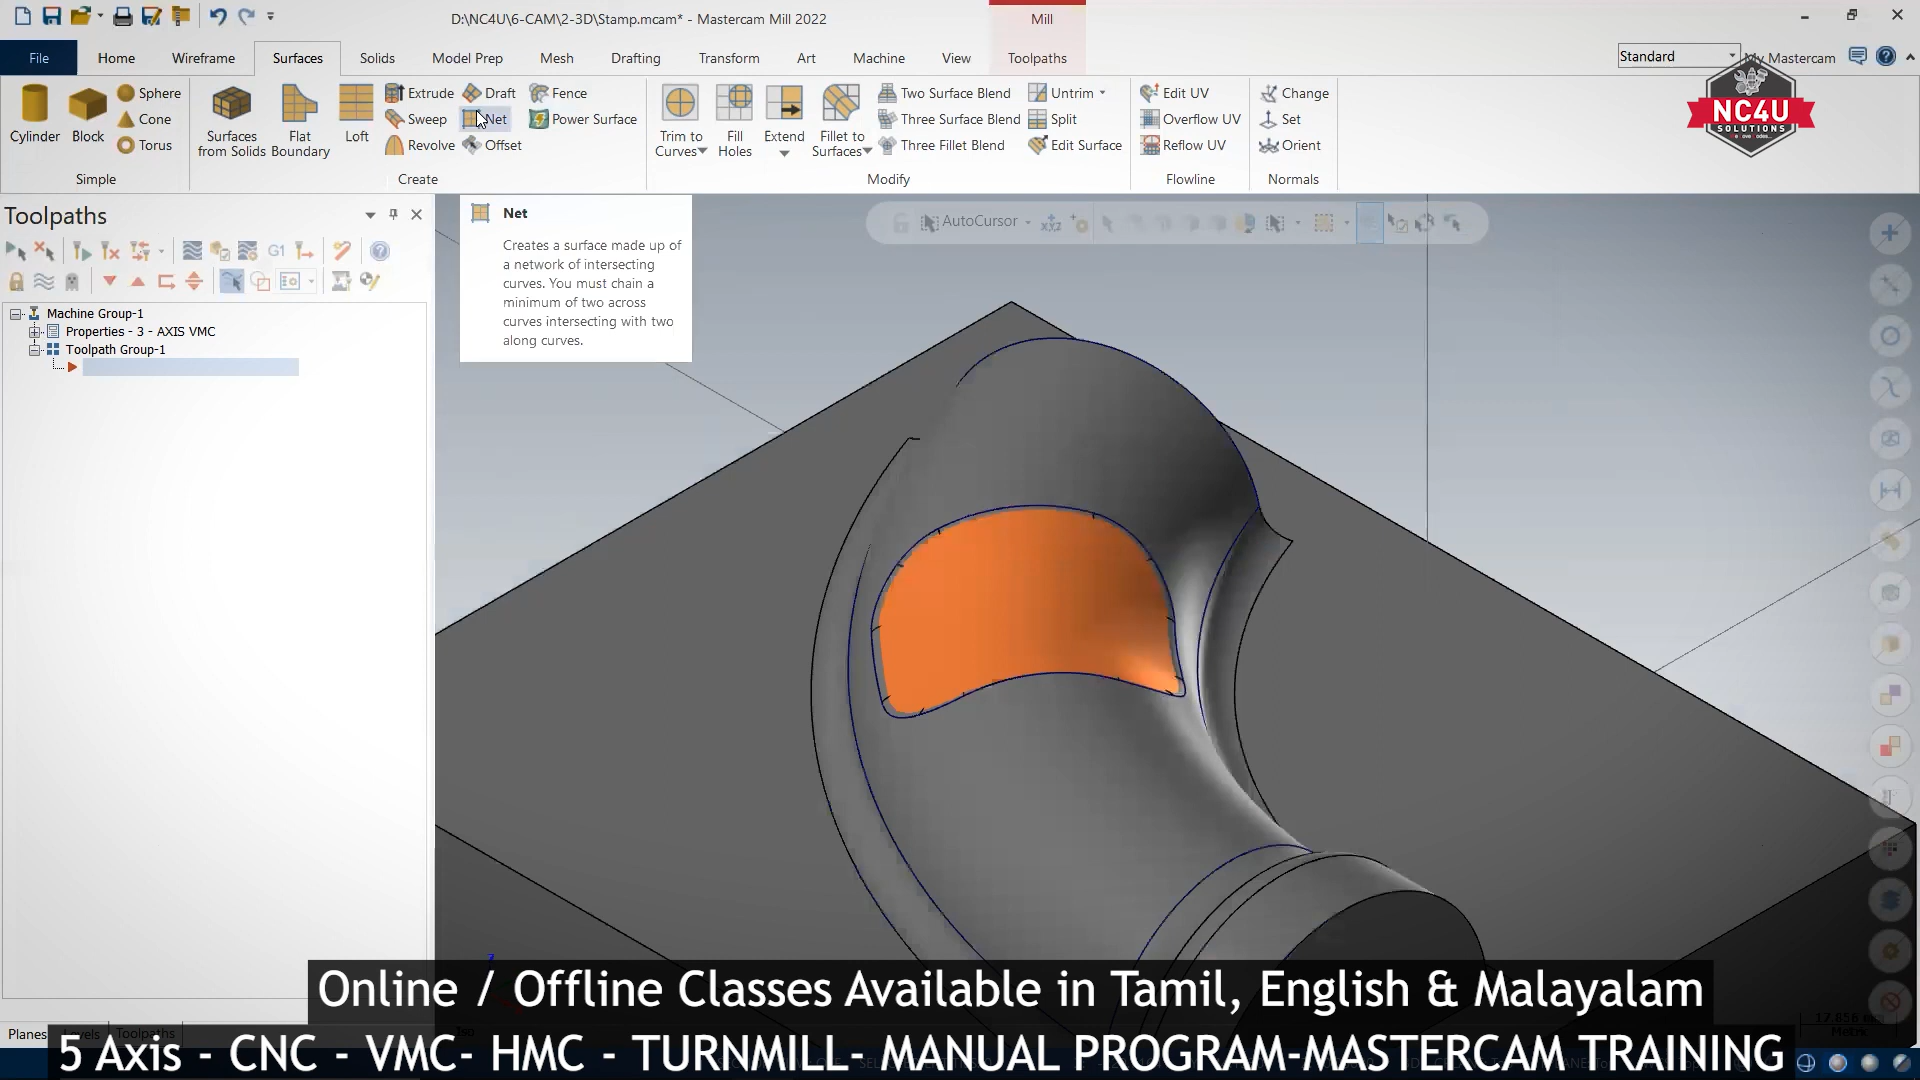 D:\NC4U\6-CAM\2-3D\Stamp.mcam* - Mastercam Mill 2022
Mill
File
Home
Wireframe
Surfaces
Solids
Model Prep
Mesh
Drafting
Transform
Art
Machine
View
Toolpaths
Standard
My Mastercam
Cylinder
Block
Sphere
Cone
Torus
Simple
Surfaces from Solids
Flat Boundary
Loft
Extrude
Sweep
Revolve
Draft
Net
Offset
Fence
Power Surface
Create
Trim to Curves
Fill Holes
Extend
Fillet to Surfaces
Two Surface Blend
Three Surface Blend
Three Fillet Blend
Untrim
Split
Edit Surface
Modify
Edit UV
Overflow UV
Reflow UV
Flowline
Change
Set
Orient
Normals
NC4U
SOLUTIONS
Toolpaths
G1
Machine Group-1
Properties - 3 - AXIS VMC
Toolpath Group-1
Net
Creates a surface made up of
a network of intersecting
curves. You must chain a
minimum of two across
curves intersecting with two
along curves.
AutoCursor
Planes
Levels
Toolpaths
Online / Offline Classes Available in Tamil, English & Malayalam
5 Axis - CNC - VMC- HMC - TURNMILL- MANUAL PROGRAM-MASTERCAM TRAINING